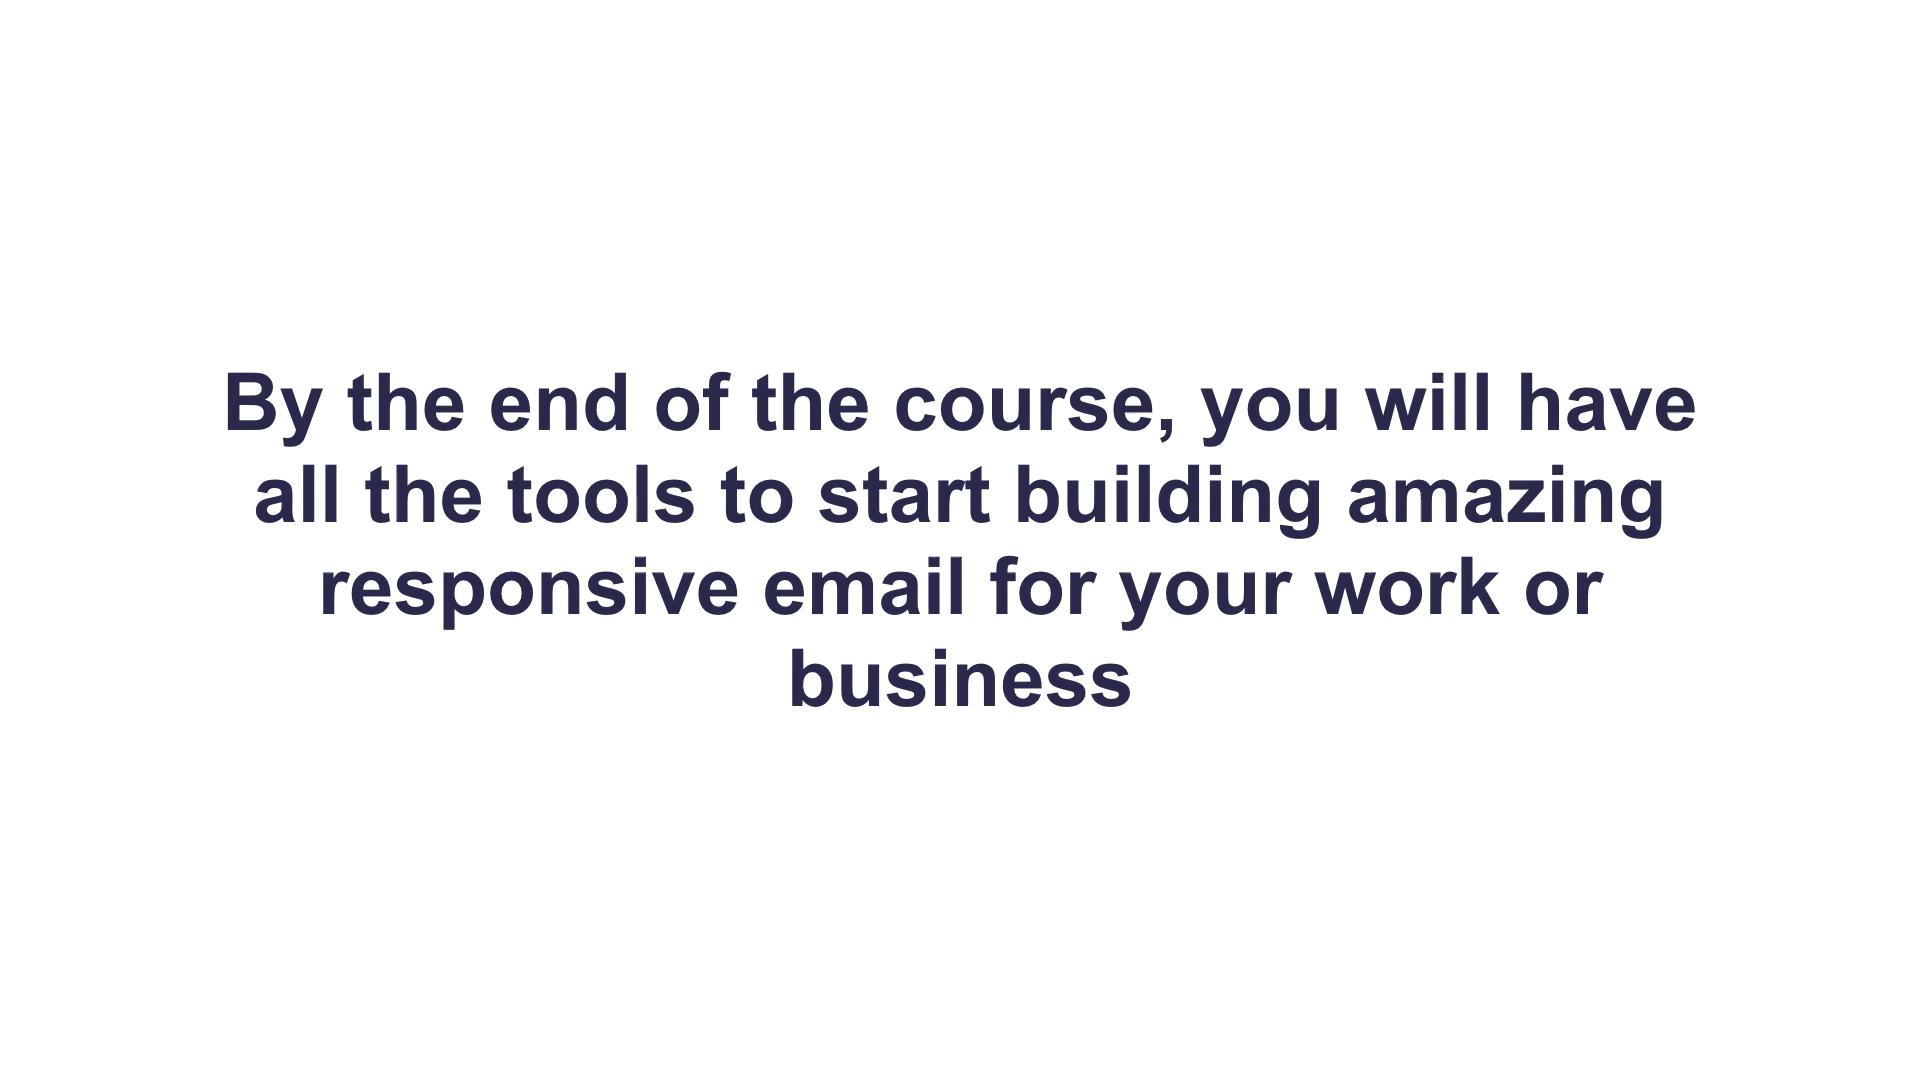 By the end of the course, you will have
all the tools to start building amazing
responsive email for your work or
business